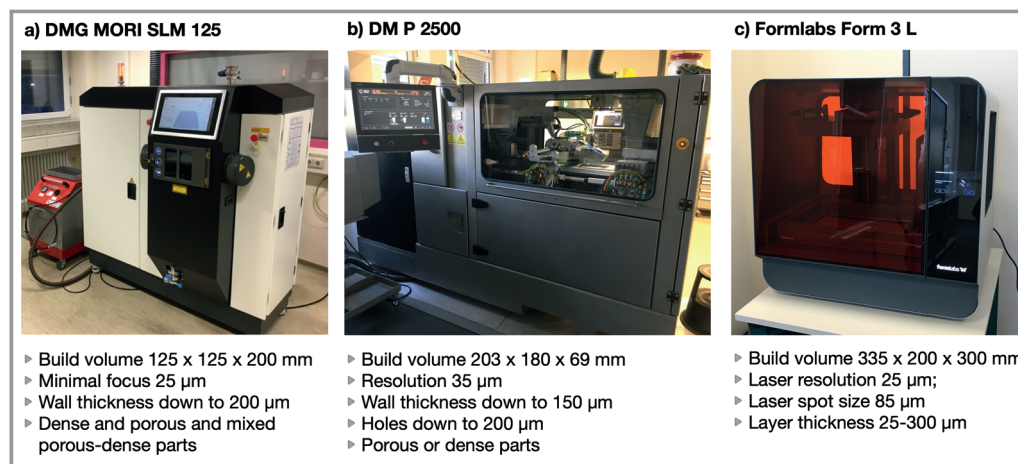 a) DMG MORI SLM 125
b) DM P 2500
c) Formlabs Form 3 L
formlabs
Build volume 125 x 125 x 200 mm
Minimal focus 25 µm
Wall thickness down to 200 µm
Dense and porous and mixed
porous-dense parts
Build volume 203 x 180 x 69 mm
Resolution 35 µm
Wall thickness down to 150 µm
Holes down to 200 µm
Porous or dense parts
Build volume 335 x 200 x 300 mm
Laser resolution 25 µm;
Laser spot size 85 µm
Layer thickness 25-300 µm